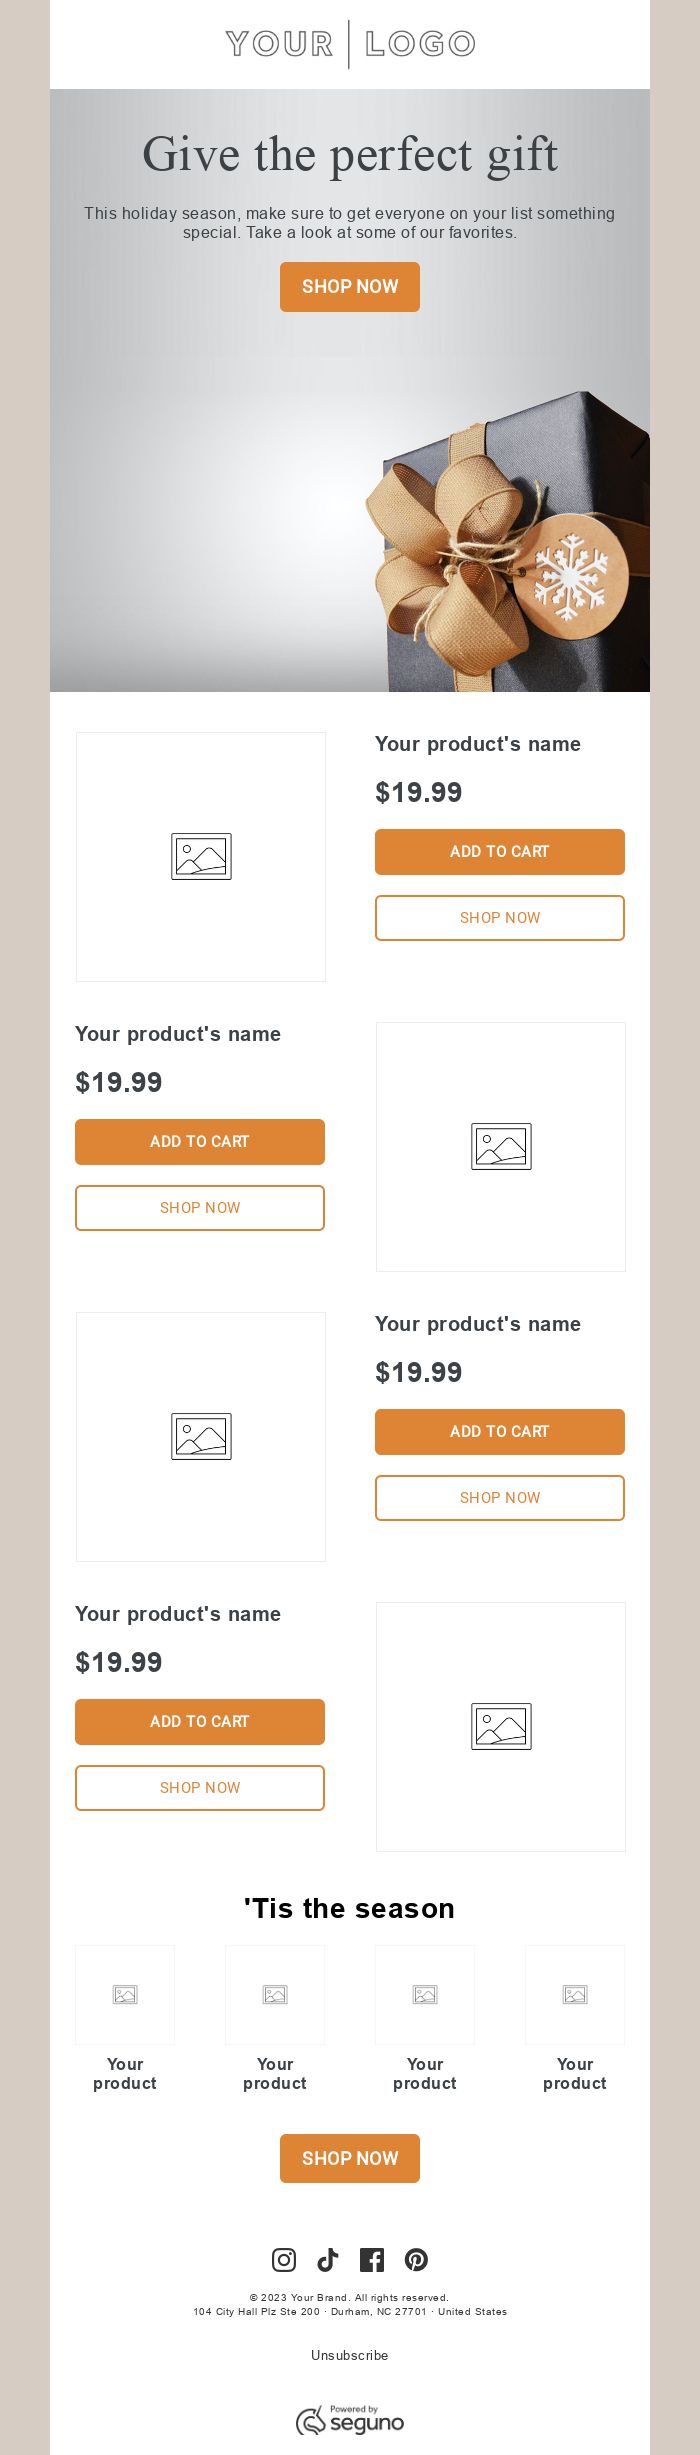 YOUR | LOGO
Give the perfect gift
This holiday season, make sure to get everyone on your list something
special. Take a look at some of our favorites.
SHOP NOW
Your product's name
$19.99
ADD TO CART
SHOP NOW
Your product's name
$19.99
ADD TO CART
SHOP NOW
Your product's name
$19.99
ADD TO CART
SHOP NOW
Your product's name
$19.99
ADD TO CART
SHOP NOW
'Tis the season
Your
product
Your
product
Your
product
Your
product
SHOP NOW
© 2023 Your Brand. All rights reserved.
104 City Hall Plz Ste 200 · Durham, NC 27701 · United States
Unsubscribe
Powered by
seguno